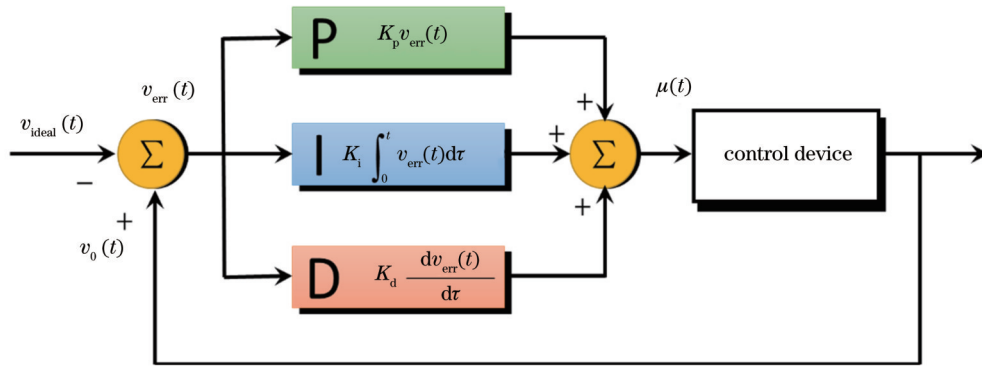 P K_p v_err(t)
v_err(t)
μ(t)
v_ideal(t)
+
Σ
I K_i ∫_0^t v_err(t)dτ
+
Σ
control device
−
+
+
v_0(t)
D K_d dv_err(t)/dτ